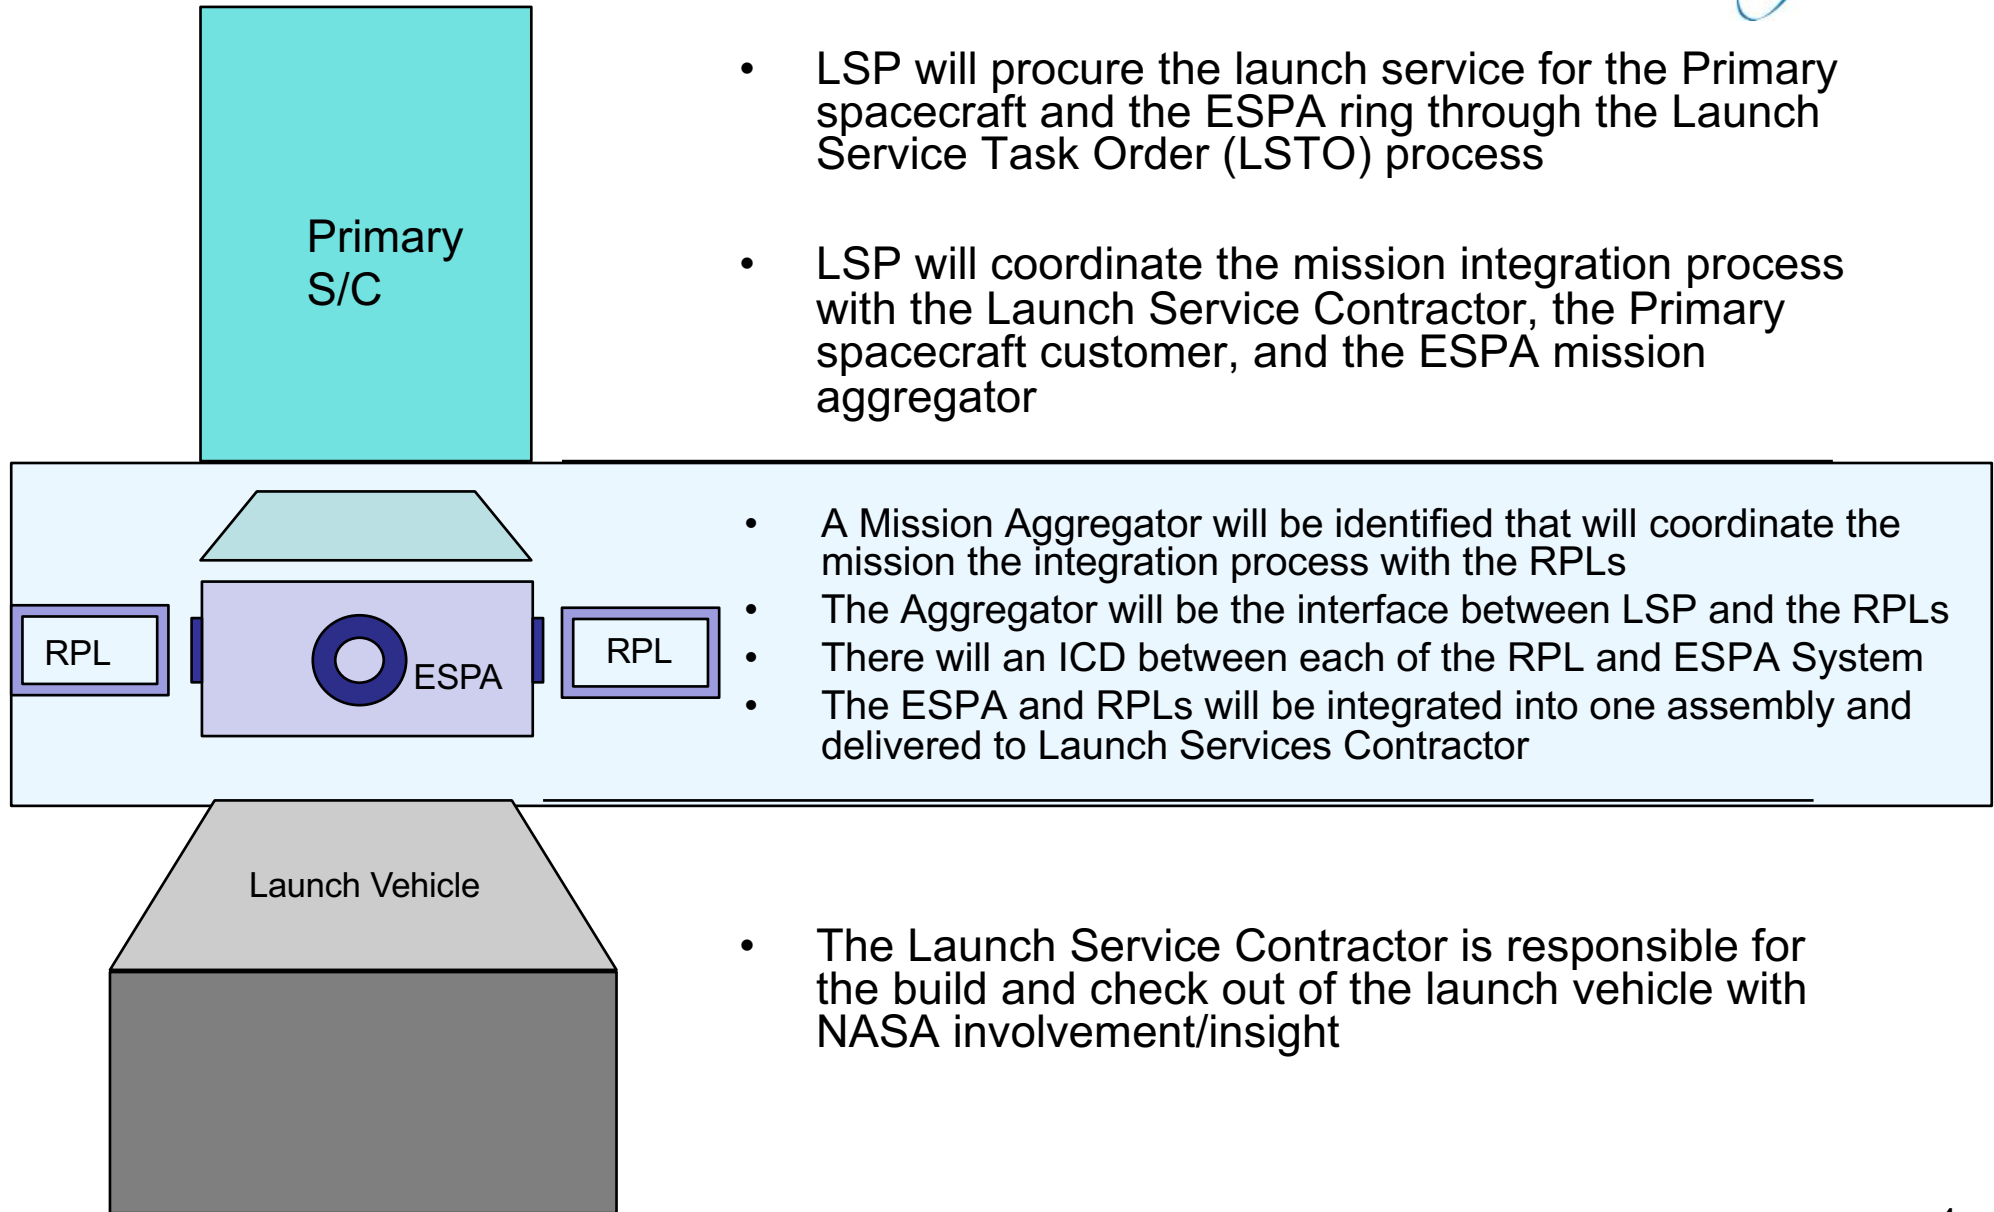 • LSP will procure the launch service for the Primary
spacecraft and the ESPA ring through the Launch
Service Task Order (LSTO) process
Primary
S/C
• LSP will coordinate the mission integration process
with the Launch Service Contractor, the Primary
spacecraft customer, and the ESPA mission
aggregator
• A Mission Aggregator will be identified that will coordinate the
mission the integration process with the RPLs
• The Aggregator will be the interface between LSP and the RPLs
• There will an ICD between each of the RPL and ESPA System
• The ESPA and RPLs will be integrated into one assembly and
delivered to Launch Services Contractor
RPL
ESPA
RPL
Launch Vehicle
• The Launch Service Contractor is responsible for
the build and check out of the launch vehicle with
NASA involvement/insight